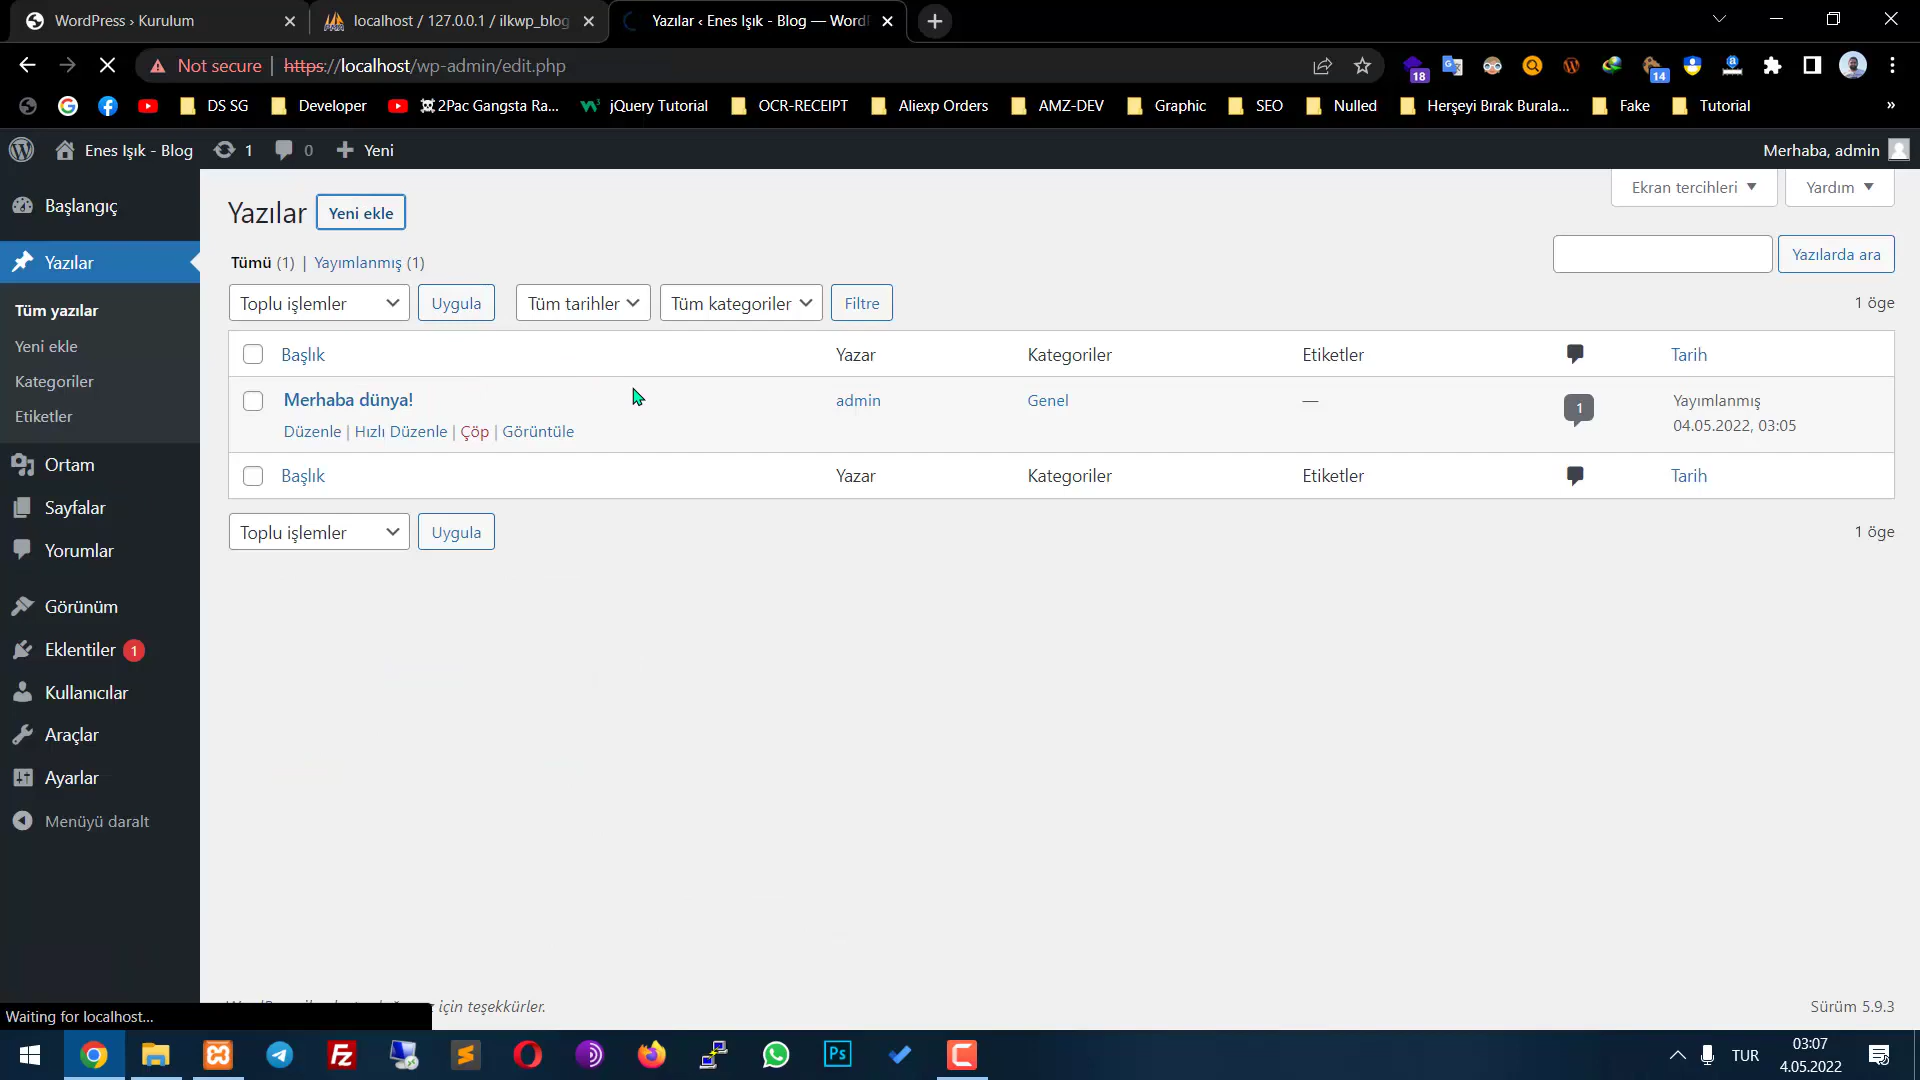 WordPress › Kurulum
localhost / 127.0.0.1 / ilkwp_blog
Yazılar ‹ Enes Işık - Blog — WordP
Not secure
https://localhost/wp-admin/edit.php
18
14
DS SG
Developer
2Pac Gangsta Ra...
jQuery Tutorial
OCR-RECEIPT
Aliexp Orders
AMZ-DEV
Graphic
SEO
Nulled
Herşeyi Bırak Burala...
Fake
Tutorial
»
Enes Işık - Blog
1
0
Yeni
Merhaba, admin
Başlangıç
Yazılar
Tüm yazılar
Yeni ekle
Kategoriler
Etiketler
Ortam
Sayfalar
Yorumlar
Görünüm
Eklentiler 1
Kullanıcılar
Araçlar
Ayarlar
Menüyü daralt
Ekran tercihleri
Yardım
Yazılar
Yeni ekle
Tümü (1) | Yayımlanmış (1)
Yazılarda ara
Toplu işlemler
Uygula
Tüm tarihler
Tüm kategoriler
Filtre
1 öge
Başlık
Yazar
Kategoriler
Etiketler
Tarih
Merhaba dünya!
admin
Genel
—
1
Yayımlanmış
04.05.2022, 03:05
Düzenle | Hızlı Düzenle | Çöp | Görüntüle
Başlık
Yazar
Kategoriler
Etiketler
Tarih
Toplu işlemler
Uygula
1 öge
için teşekkürler.
Sürüm 5.9.3
Waiting for localhost...
Fz
Ps
TUR
03:07
4.05.2022